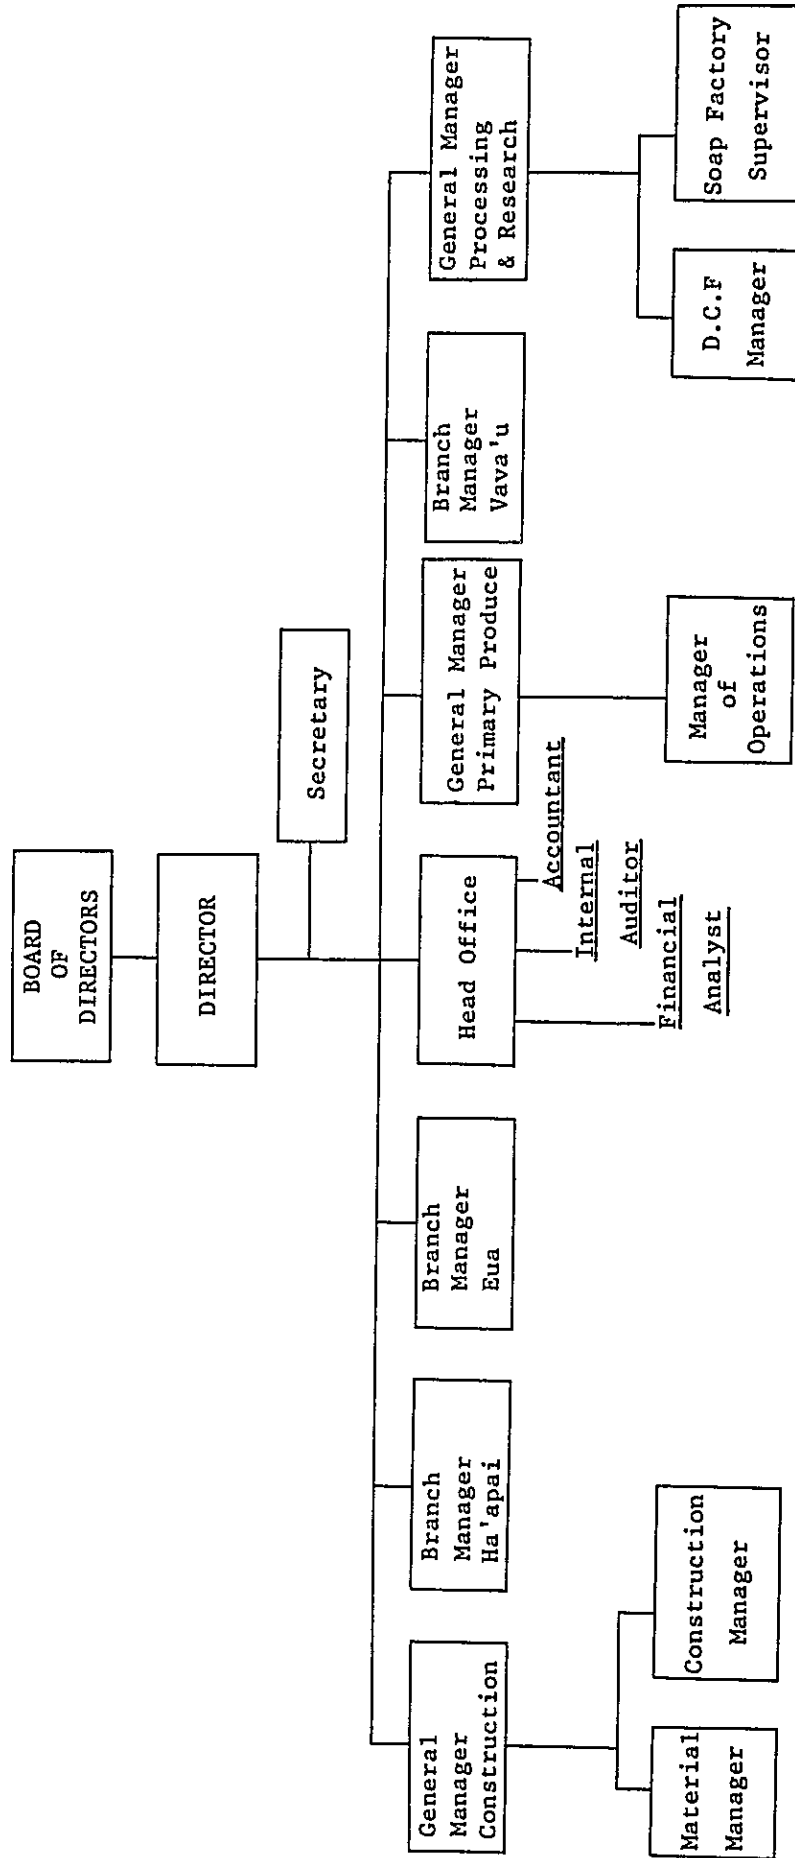 BOARD
OF
DIRECTORS
DIRECTOR
Secretary
General
Manager
Construction
Branch
Manager
Ha'apai
Branch
Manager
Eua
Head Office
General Manager
Primary Produce
Branch
Manager
Vava'u
General Manager
Processing
& Research
Accountant
Internal
Auditor
Financial
Analyst
Material
Manager
Construction
Manager
Manager
of
Operations
D.C.F
Manager
Soap Factory
Supervisor